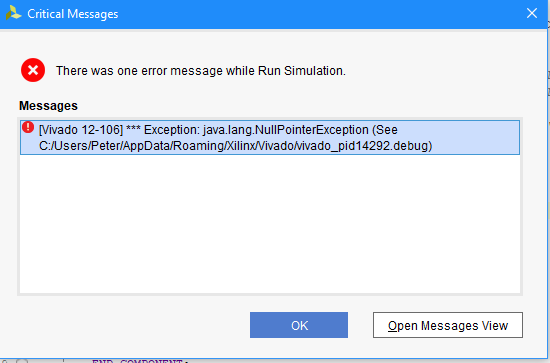 Critical Messages
There was one error message while Run Simulation.
Messages
[Vivado 12-106] *** Exception: java.lang.NullPointerException (See
C:/Users/Peter/AppData/Roaming/Xilinx/Vivado/vivado_pid14292.debug)
OK
Open Messages View
END COMPONENT;